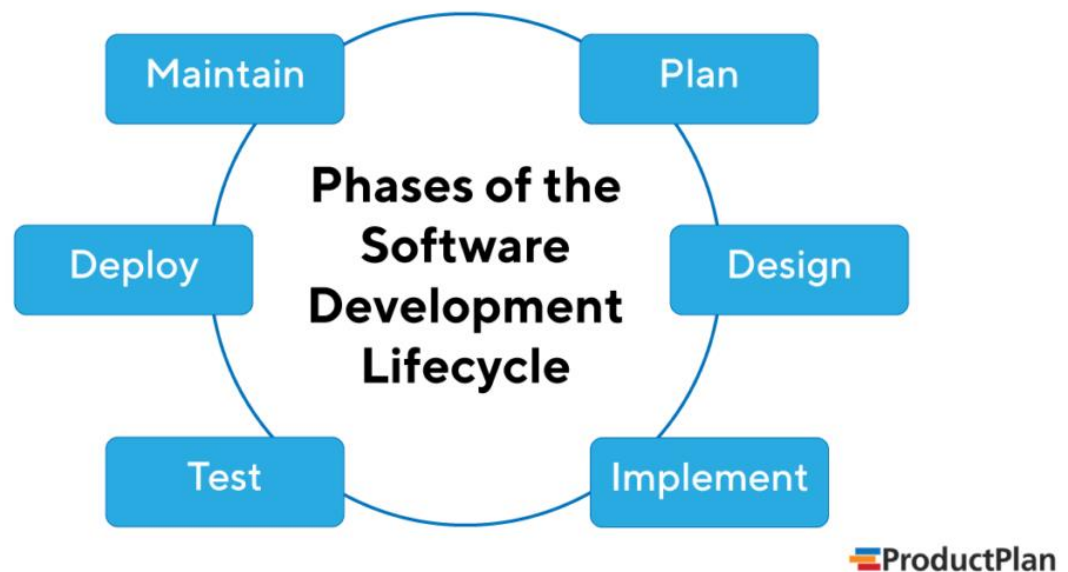 Maintain
Plan
Phases of the
Software
Development
Lifecycle
Deploy
Design
Test
Implement
ProductPlan